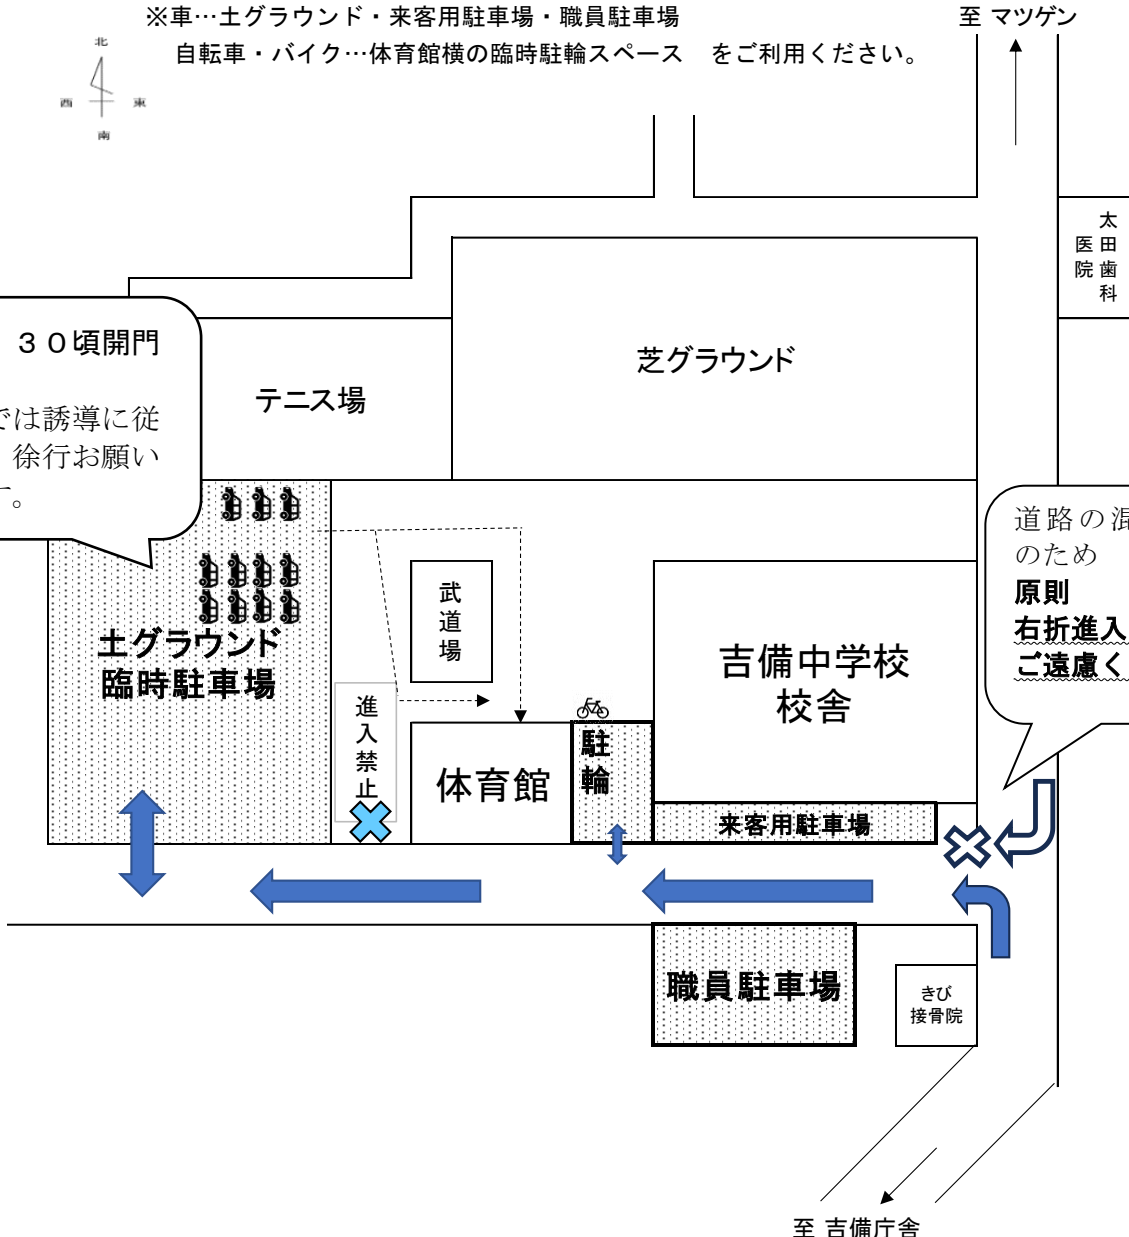 ※車…土グラウンド・来客用駐車場・職員駐車場
自転車・バイク…体育館横の臨時駐輪スペース　をご利用ください。
至 マツゲン
北
西
東
南
太田歯科
医院
３０頃開門
では誘導に従
徐行お願い
す。
テニス場
芝グラウンド
土グラウンド
臨時駐車場
武道場
進入禁止
体育館
駐輪
吉備中学校
校舎
来客用駐車場
道路の混
のため
原則
右折進入
ご遠慮く
職員駐車場
きび
接骨院
至 吉備庁舎